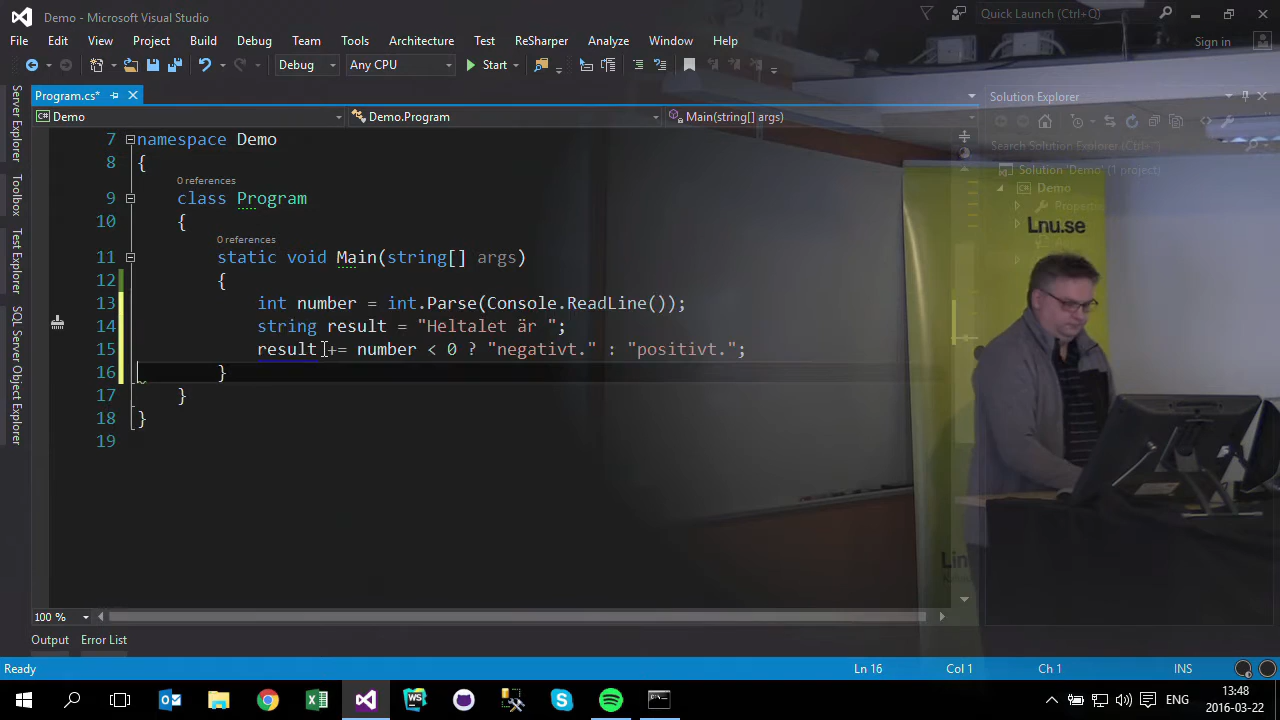 Demo - Microsoft Visual Studio
Quick Launch (Ctrl+Q)
File Edit View Project Build Debug Team Tools Architecture Test ReSharper Analyze Window Help
Sign in
Debug Any CPU Start
Program.cs*
Solution Explorer
Demo Demo.Program Main(string[] args)
Server Explorer
Toolbox
Test Explorer
SQL Server Object Explorer
Search Solution Explorer (Ctrl+
Solution 'Demo' (1 project)
Demo
7 namespace Demo
8 {
0 references
9 class Program
10 {
0 references
11 static void Main(string[] args)
12 {
13 int number = int.Parse(Console.ReadLine());
14 string result = "Heltalet är ";
15 result += number < 0 ? "negativt." : "positivt.";
16 }
17 }
18 }
19
Lnu.se
100 %
Output Error List
Ready Ln 16 Col 1 Ch 1 INS
ENG
13:48
2016-03-22